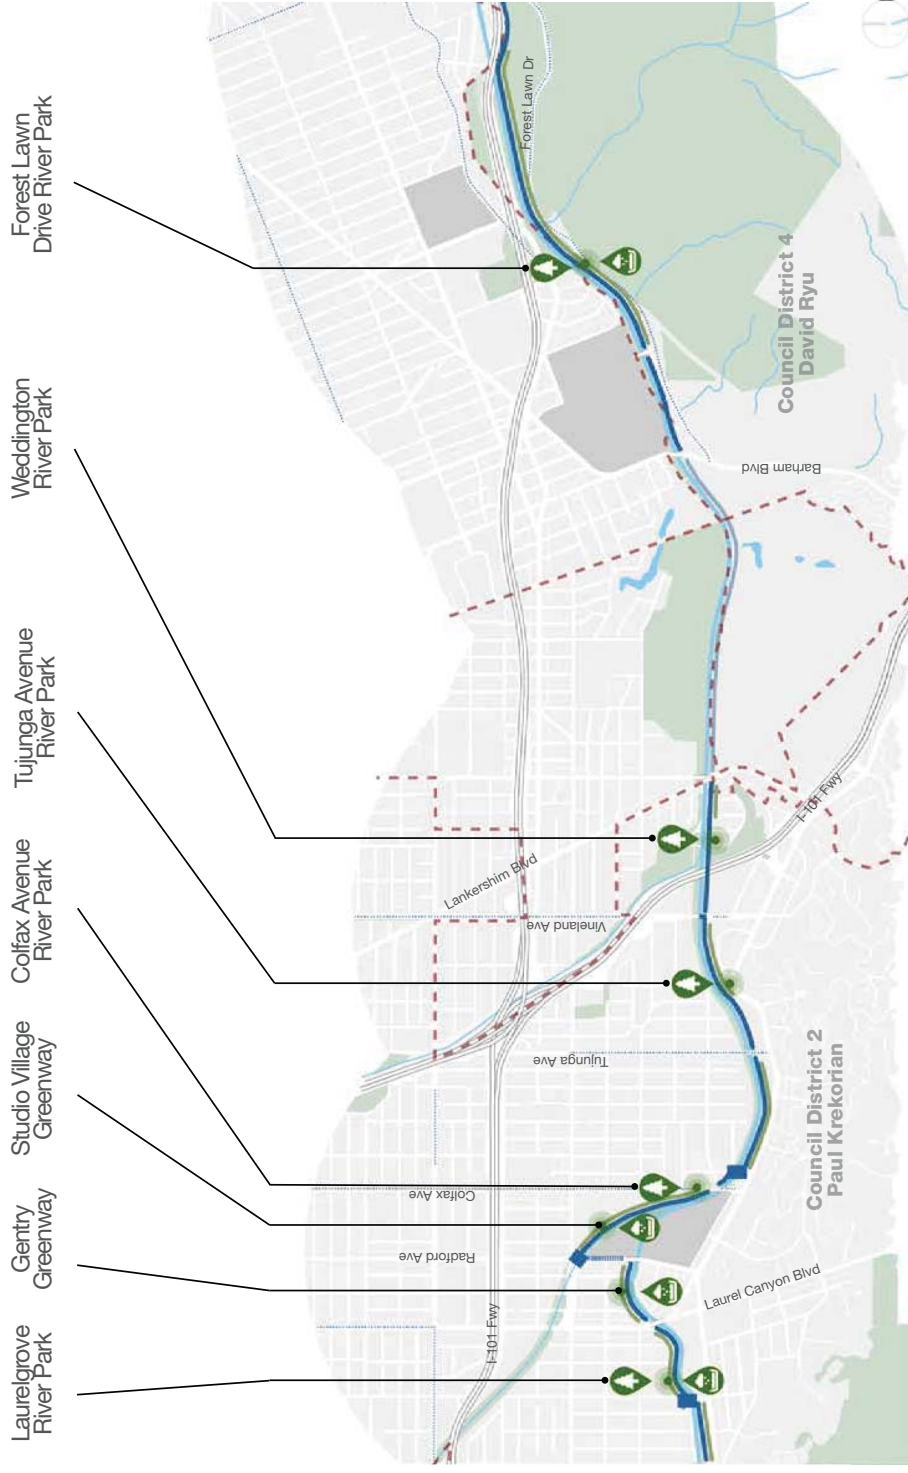 Forest Lawn
Drive River Park
Weddington
River Park
Tujunga Avenue
River Park
Colfax Avenue
River Park
Studio Village
Greenway
Gentry
Greenway
Laurelgrove
River Park
Forest Lawn Dr
Council District 4
David Ryu
Barham Blvd
I-101 Fwy
Lankershim Blvd
Vineland Ave
Tujunga Ave
Council District 2
Paul Krekorian
Colfax Ave
Radford Ave
Laurel Canyon Blvd
I-101 Fwy